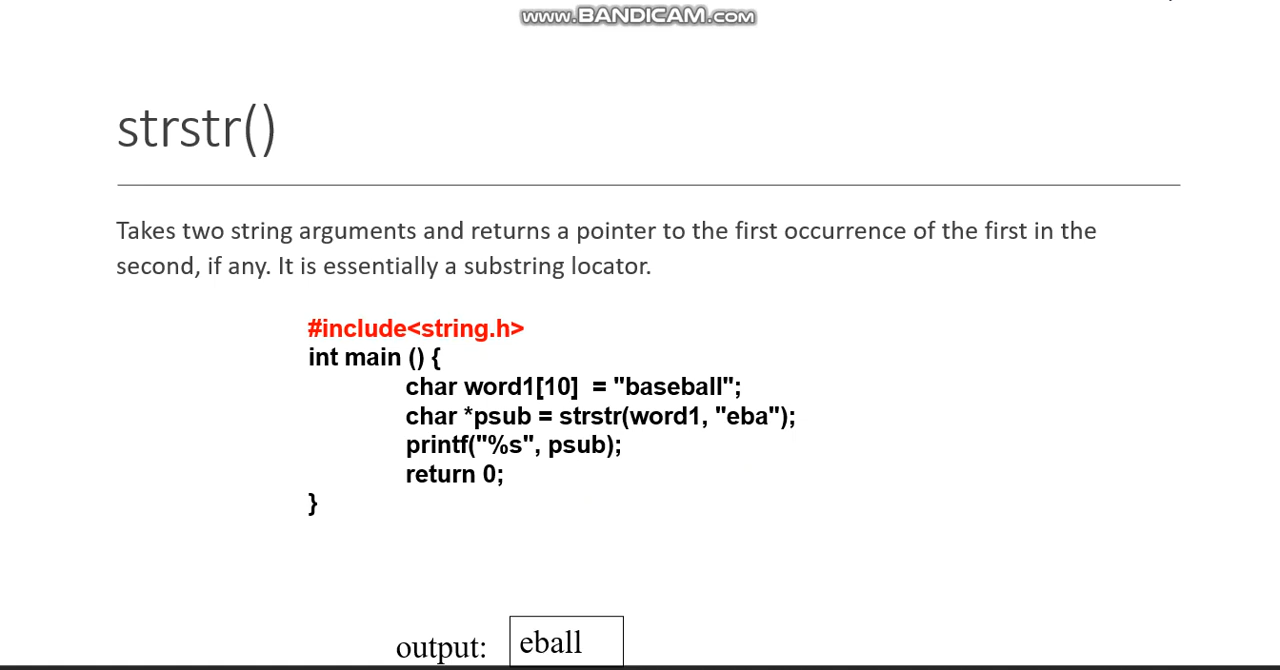 www.BANDICAM.com
strstr()
Takes two string arguments and returns a pointer to the first occurrence of the first in the
second, if any. It is essentially a substring locator.
#include<string.h>
int main () {
char word1[10]  = "baseball";
char *psub = strstr(word1, "eba");
printf("%s", psub);
return 0;
}
output: eball